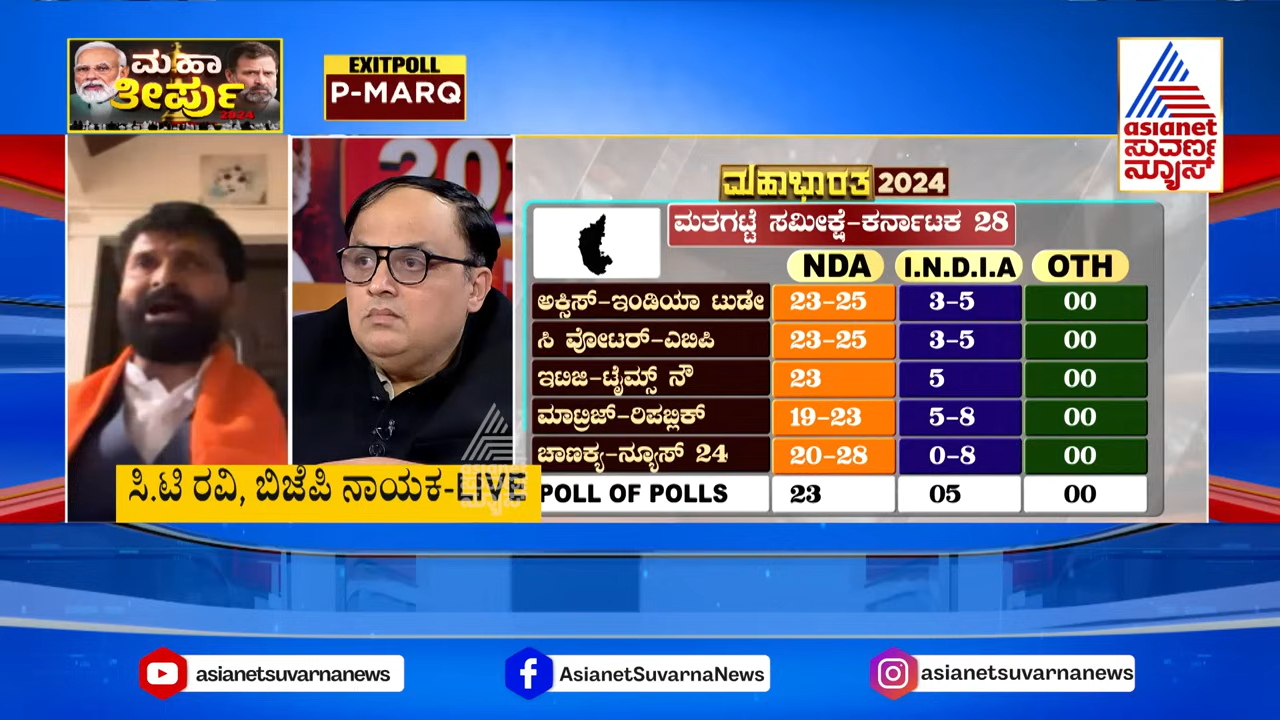 ಮಹಾ
ತೀರ್ಪು
2024
EXITPOLL
P-MARQ
asianet
ಸುವರ್ಣ
ನ್ಯೂಸ್
ಮಹಾಭಾರತ 2024
ಮತಗಟ್ಟೆ ಸಮೀಕ್ಷೆ-ಕರ್ನಾಟಕ 28
NDA I.N.D.I.A OTH
ಅಕ್ಸಿಸ್-ಇಂಡಿಯಾ ಟುಡೇ 23-25 3-5 00
ಸಿ ವೋಟರ್-ಎಬಿಪಿ 23-25 3-5 00
ಇಟಿಜಿ-ಟೈಮ್ಸ್ ನೌ 23 5 00
ಮಾಟ್ರಿಜ್-ರಿಪಬ್ಲಿಕ್ 19-23 5-8 00
ಚಾಣಕ್ಯ-ನ್ಯೂಸ್ 24 20-28 0-8 00
POLL OF POLLS 23 05 00
ಸಿ.ಟಿ ರವಿ, ಬಿಜೆಪಿ ನಾಯಕ-LIVE
asianet
ಸುವರ್ಣ
ನ್ಯೂಸ್
asianetsuvarnanews
AsianetSuvarnaNews
asianetsuvarnanews